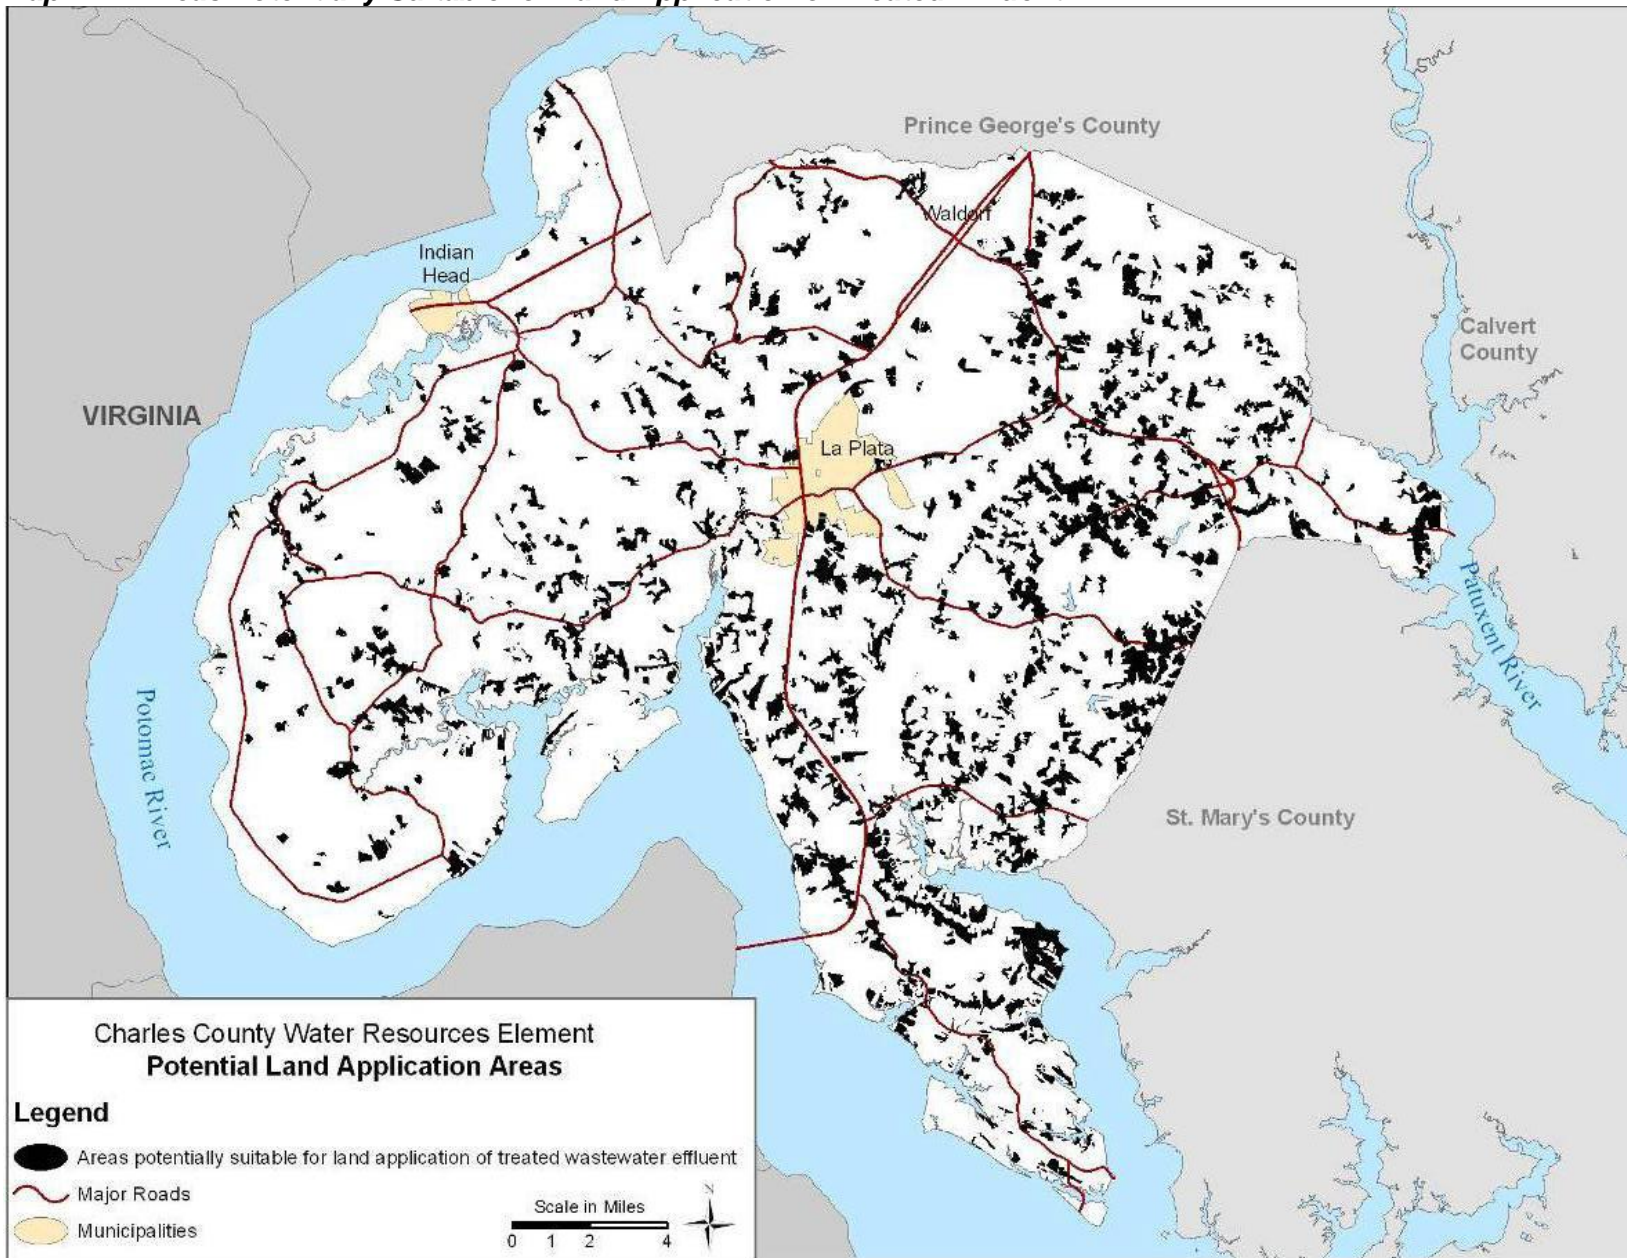 Prince George's County
Waldorf
Indian
Head
Calvert
County
VIRGINIA
La Plata
Patuxent River
Potomac River
St. Mary's County
Charles County Water Resources Element
Potential Land Application Areas
Legend
Areas potentially suitable for land application of treated wastewater effluent
Major Roads
Municipalities
Scale in Miles
0 1 2 4
N